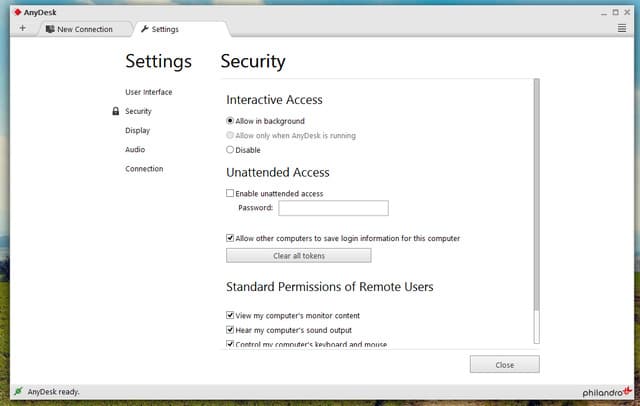 AnyDesk
New Connection
Settings
Settings
User Interface
Security
Display
Audio
Connection
Security
Interactive Access
Allow in background
Allow only when AnyDesk is running
Disable
Unattended Access
Enable unattended access
Password:
Allow other computers to save login information for this computer
Clear all tokens
Standard Permissions of Remote Users
View my computer's monitor content
Hear my computer's sound output
Control my computer's keyboard and mouse
Close
AnyDesk ready.
philandro